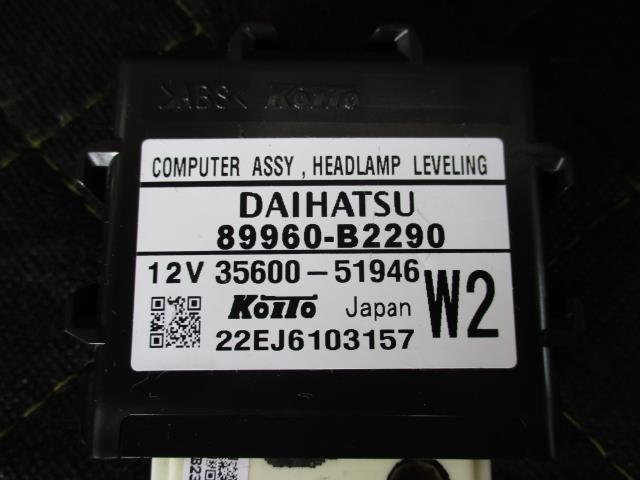 >ABS< KOITO
COMPUTER ASSY , HEADLAMP LEVELING
DAIHATSU
89960-B2290
12V 35600-51946
KOITO Japan W2
22EJ6103157